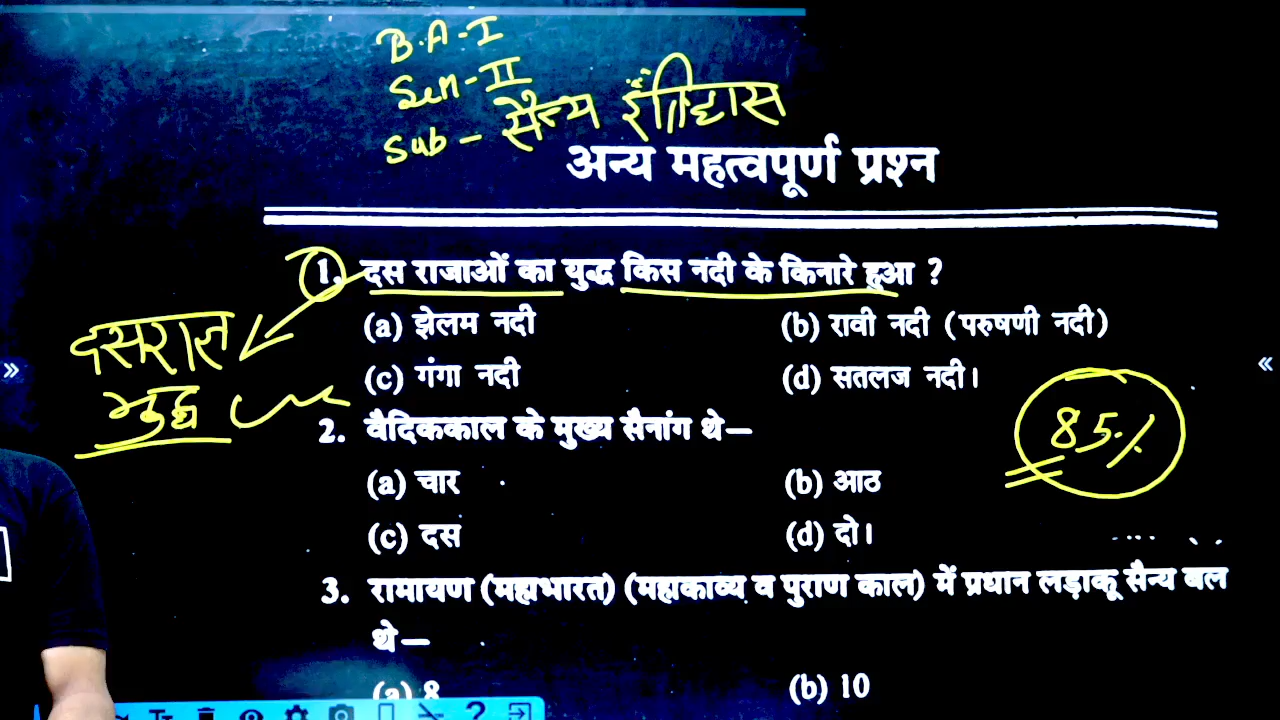 B.A-I
Sem-II
Sub- सैन्य इतिहास
अन्य महत्वपूर्ण प्रश्न
1. दस राजाओं का युद्ध किस नदी के किनारे हुआ ?
(a) झेलम नदी (b) रावी नदी (परुषणी नदी)
(c) गंगा नदी (d) सतलज नदी।
दसराज्ञ
युद्ध
85%
2. वैदिककाल के मुख्य सैनांग थे—
(a) चार (b) आठ
(c) दस (d) दो।
3. रामायण (महाभारत) (महाकाव्य व पुराण काल) में प्रधान लड़ाकू सैन्य बल
थे—
(a) 8 (b) 10